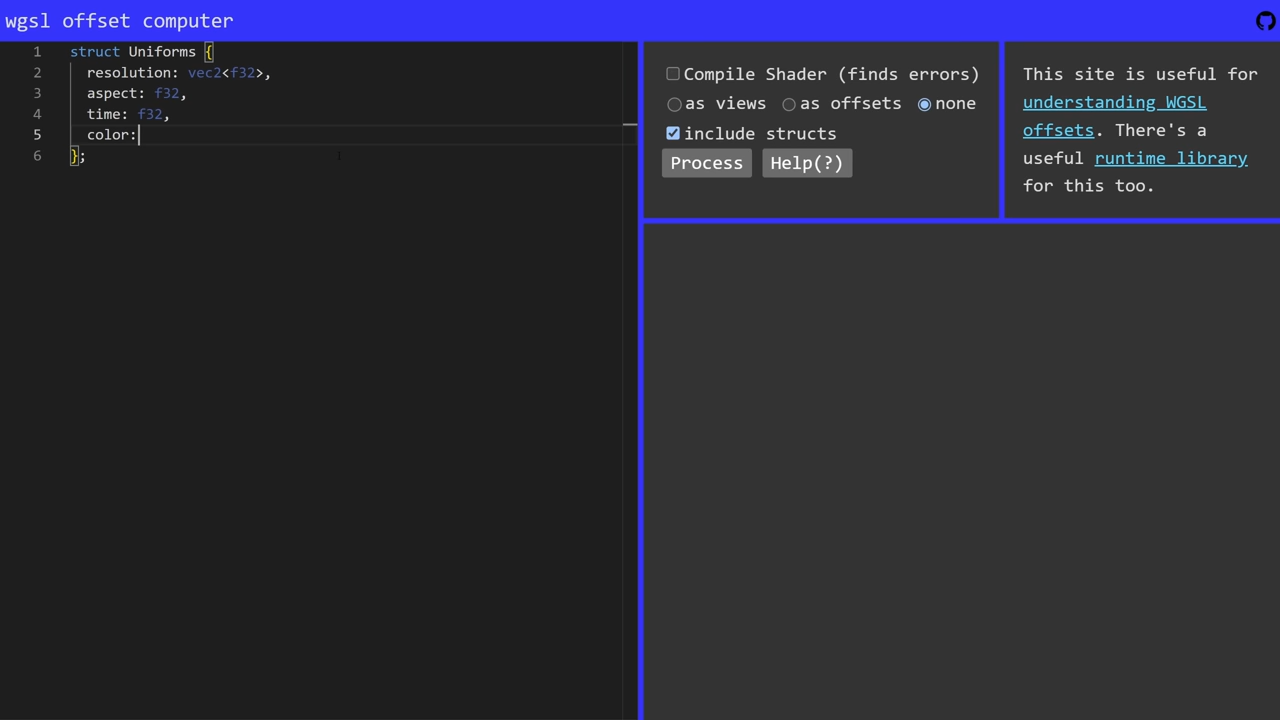 wgsl offset computer
1 struct Uniforms {
2 resolution: vec2<f32>,
3 aspect: f32,
4 time: f32,
5 color:
6 };
Compile Shader (finds errors)
as views as offsets none
include structs
Process Help(?)
This site is useful for
understanding WGSL
offsets. There's a
useful runtime library
for this too.